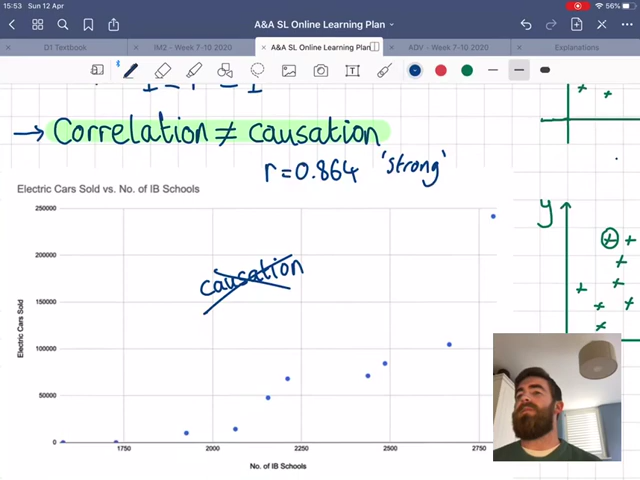 15:53 Sun 12 Apr
56%
A&A SL Online Learning Plan
D1 Textbook
IM2 - Week 7-10 2020
A&A SL Online Learning Plan
ADV - Week 7-10 2020
Explanations
→ Correlation ≠ causation
r=0.864 'strong'
Electric Cars Sold vs. No. of IB Schools
250000
200000
causation
150000
100000
50000
0
Electric Cars Sold
1750
2000
2250
2500
2750
No. of IB Schools
y